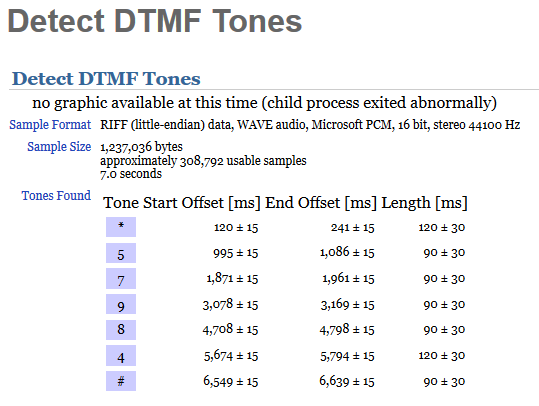 Detect DTMF Tones
Detect DTMF Tones
no graphic available at this time (child process exited abnormally)
Sample Format RIFF (little-endian) data, WAVE audio, Microsoft PCM, 16 bit, stereo 44100 Hz
Sample Size 1,237,036 bytes
approximately 308,792 usable samples
7.0 seconds
Tones Found
Tone Start Offset [ms] End Offset [ms] Length [ms]
* 120 ± 15 241 ± 15 120 ± 30
5 995 ± 15 1,086 ± 15 90 ± 30
7 1,871 ± 15 1,961 ± 15 90 ± 30
9 3,078 ± 15 3,169 ± 15 90 ± 30
8 4,708 ± 15 4,798 ± 15 90 ± 30
4 5,674 ± 15 5,794 ± 15 120 ± 30
# 6,549 ± 15 6,639 ± 15 90 ± 30